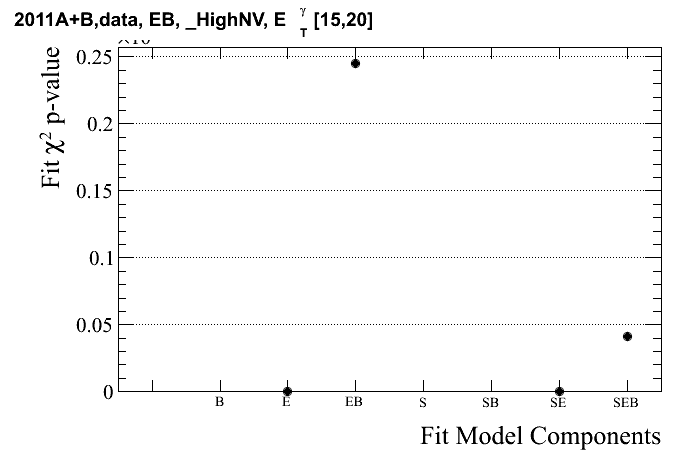 2011A+B,data, EB, _HighNV, E γ T [15,20]
Fit χ² p-value
0.25
0.2
0.15
0.1
0.05
0
B E EB S SB SE SEB
Fit Model Components